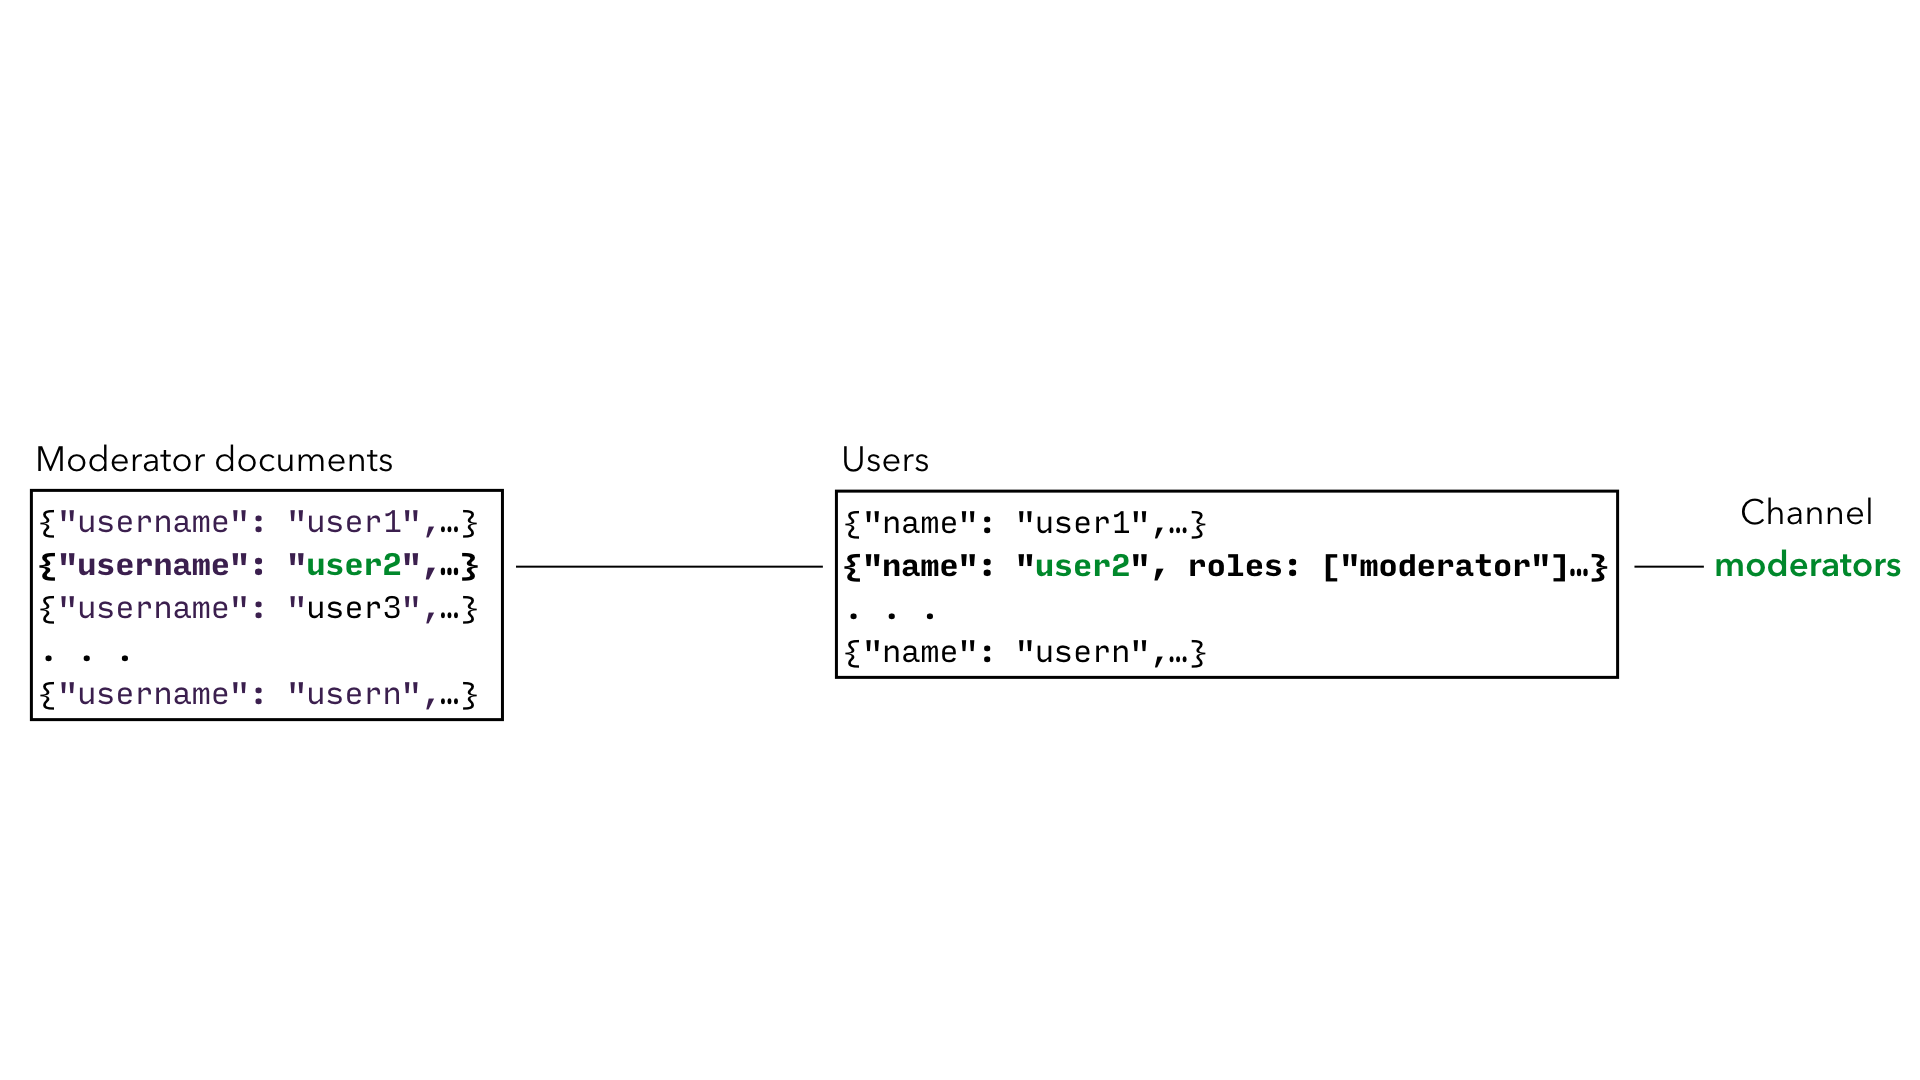 Moderator documents
{"username": "user1",…}
{"username": "user2",…}
{"username": "user3",…}
. . .
{"username": "usern",…}
Users
{"name": "user1",…}
{"name": "user2", roles: ["moderator"]…}
. . .
{"name": "usern",…}
Channel
moderators